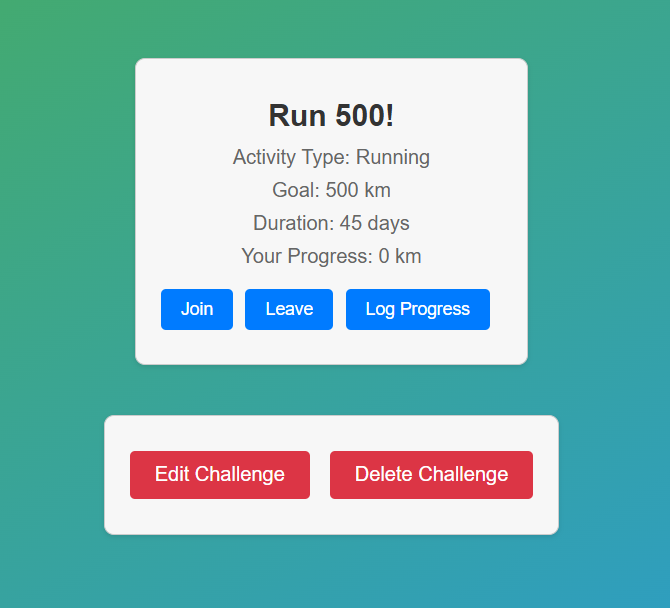 Run 500!
Activity Type: Running
Goal: 500 km
Duration: 45 days
Your Progress: 0 km
Join Leave Log Progress
Edit Challenge Delete Challenge